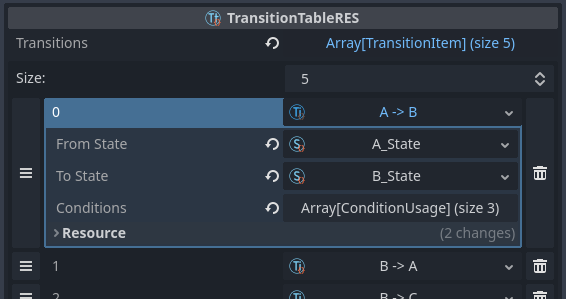 TransitionTableRES
Transitions Array[TransitionItem] (size 5)
Size: 5
0 A -> B
From State A_State
To State B_State
Conditions Array[ConditionUsage] (size 3)
Resource (2 changes)
1 B -> A
2 B -> C